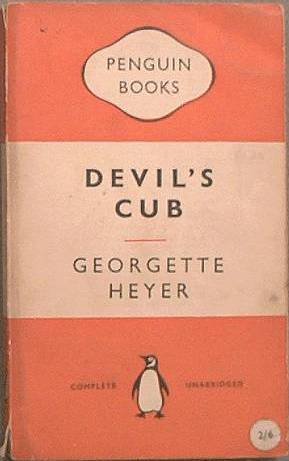 PENGUIN
BOOKS
DEVIL'S
CUB
GEORGETTE
HEYER
COMPLETE UNABRIDGED
2/6